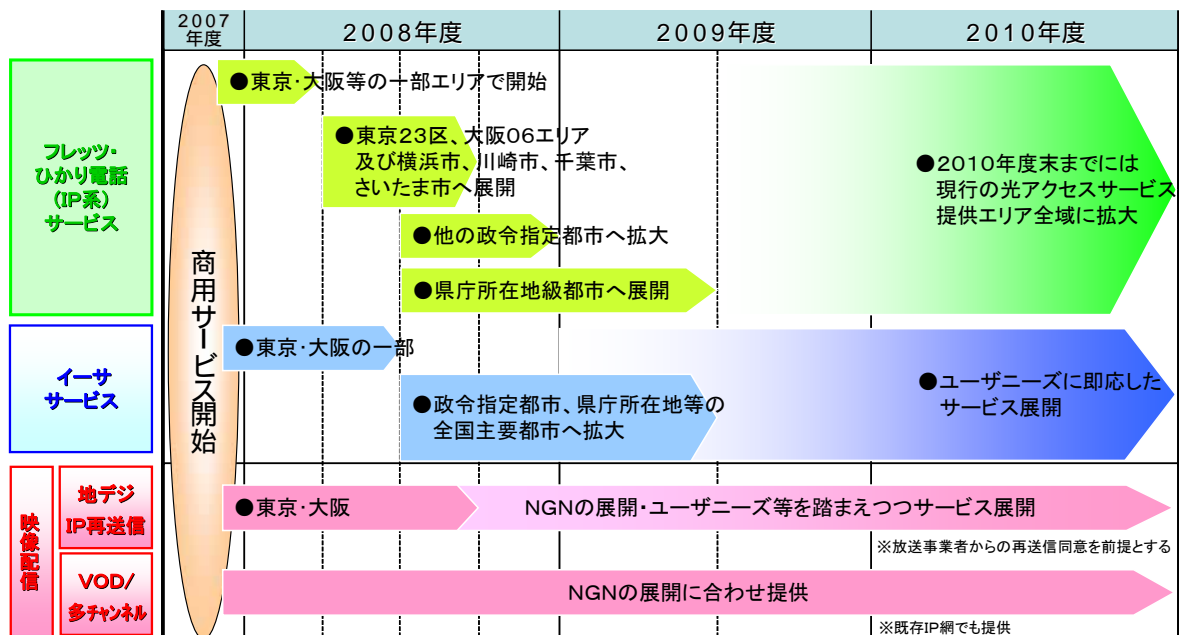 2007
年度
2008年度
2009年度
2010年度
商用サービス開始
フレッツ・
ひかり電話
(IP系)
サービス
●東京・大阪等の一部エリアで開始
●東京23区、大阪06エリア
及び横浜市、川崎市、千葉市、
さいたま市へ展開
●他の政令指定都市へ拡大
●県庁所在地級都市へ展開
●2010年度末までには
現行の光アクセスサービス
提供エリア全域に拡大
イーサ
サービス
●東京・大阪の一部
●政令指定都市、県庁所在地等の
全国主要都市へ拡大
●ユーザニーズに即応した
サービス展開
映像配信
地デジ
IP再送信
●東京・大阪
NGNの展開・ユーザニーズ等を踏まえつつサービス展開
※放送事業者からの再送信同意を前提とする
VOD/
多チャンネル
NGNの展開に合わせ提供
※既存IP網でも提供